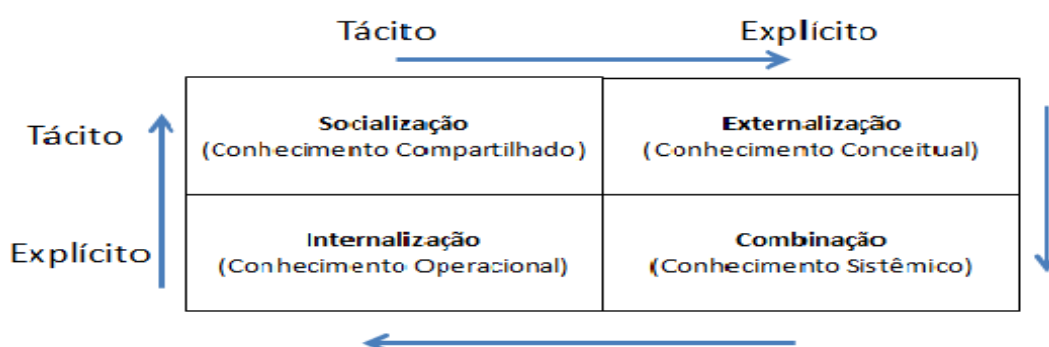 Tácito Explícito
Tácito
Socialização
(Conhecimento Compartilhado)
Externalização
(Conhecimento Conceitual)
Explícito
Internalização
(Conhecimento Operacional)
Combinação
(Conhecimento Sistêmico)